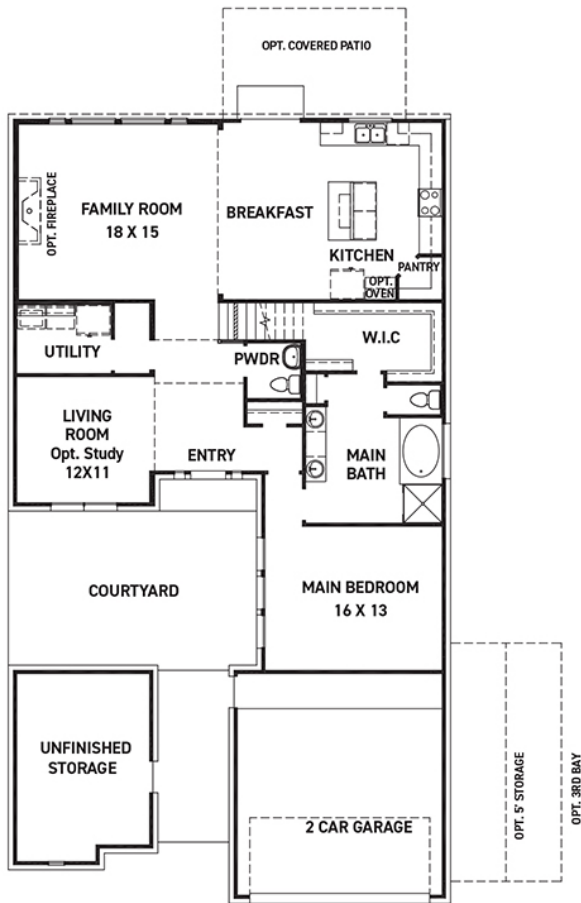 OPT. COVERED PATIO
OPT. FIREPLACE
FAMILY ROOM
18 X 15
BREAKFAST
KITCHEN
PANTRY
OPT.
OVEN
UTILITY
PWDR
W.I.C
LIVING
ROOM
Opt. Study
12X11
ENTRY
MAIN
BATH
COURTYARD
MAIN BEDROOM
16 X 13
UNFINISHED
STORAGE
2 CAR GARAGE
OPT. 5' STORAGE
OPT. 3RD BAY